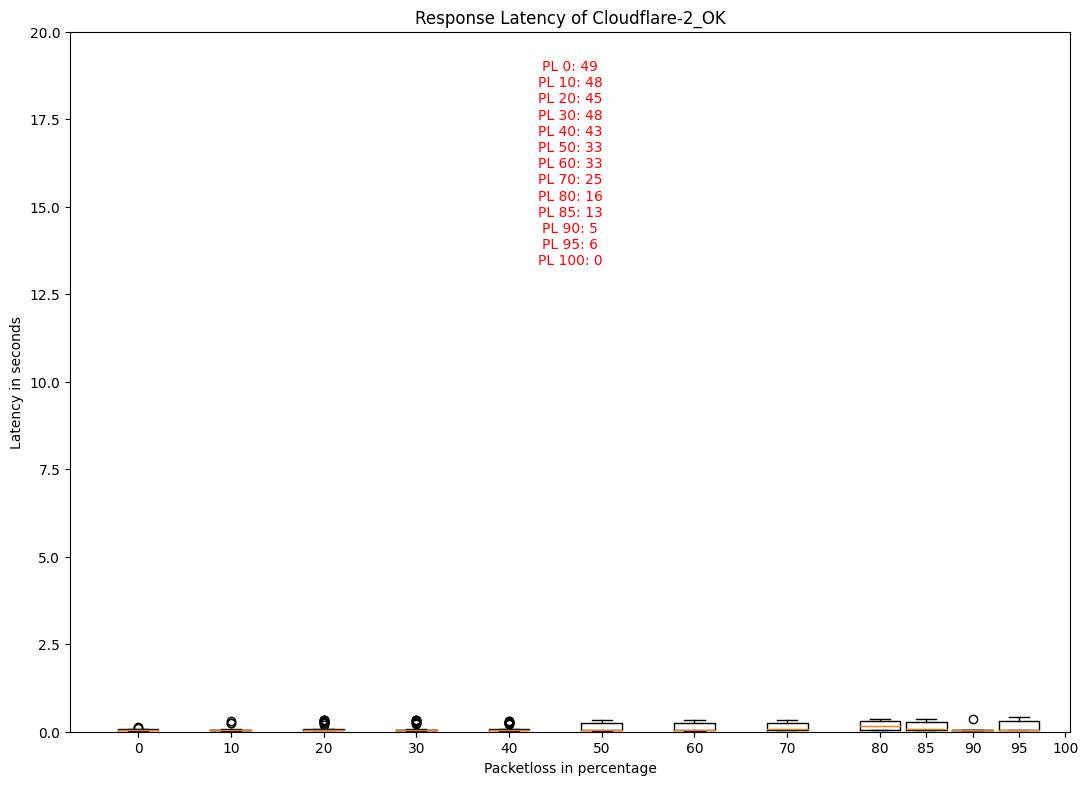 Response Latency of Cloudflare-2_OK
20.0
17.5
15.0
12.5
10.0
7.5
5.0
2.5
0.0
Latency in seconds
PL 0: 49
PL 10: 48
PL 20: 45
PL 30: 48
PL 40: 43
PL 50: 33
PL 60: 33
PL 70: 25
PL 80: 16
PL 85: 13
PL 90: 5
PL 95: 6
PL 100: 0
0 10 20 30 40 50 60 70 80 85 90 95 100
Packetloss in percentage